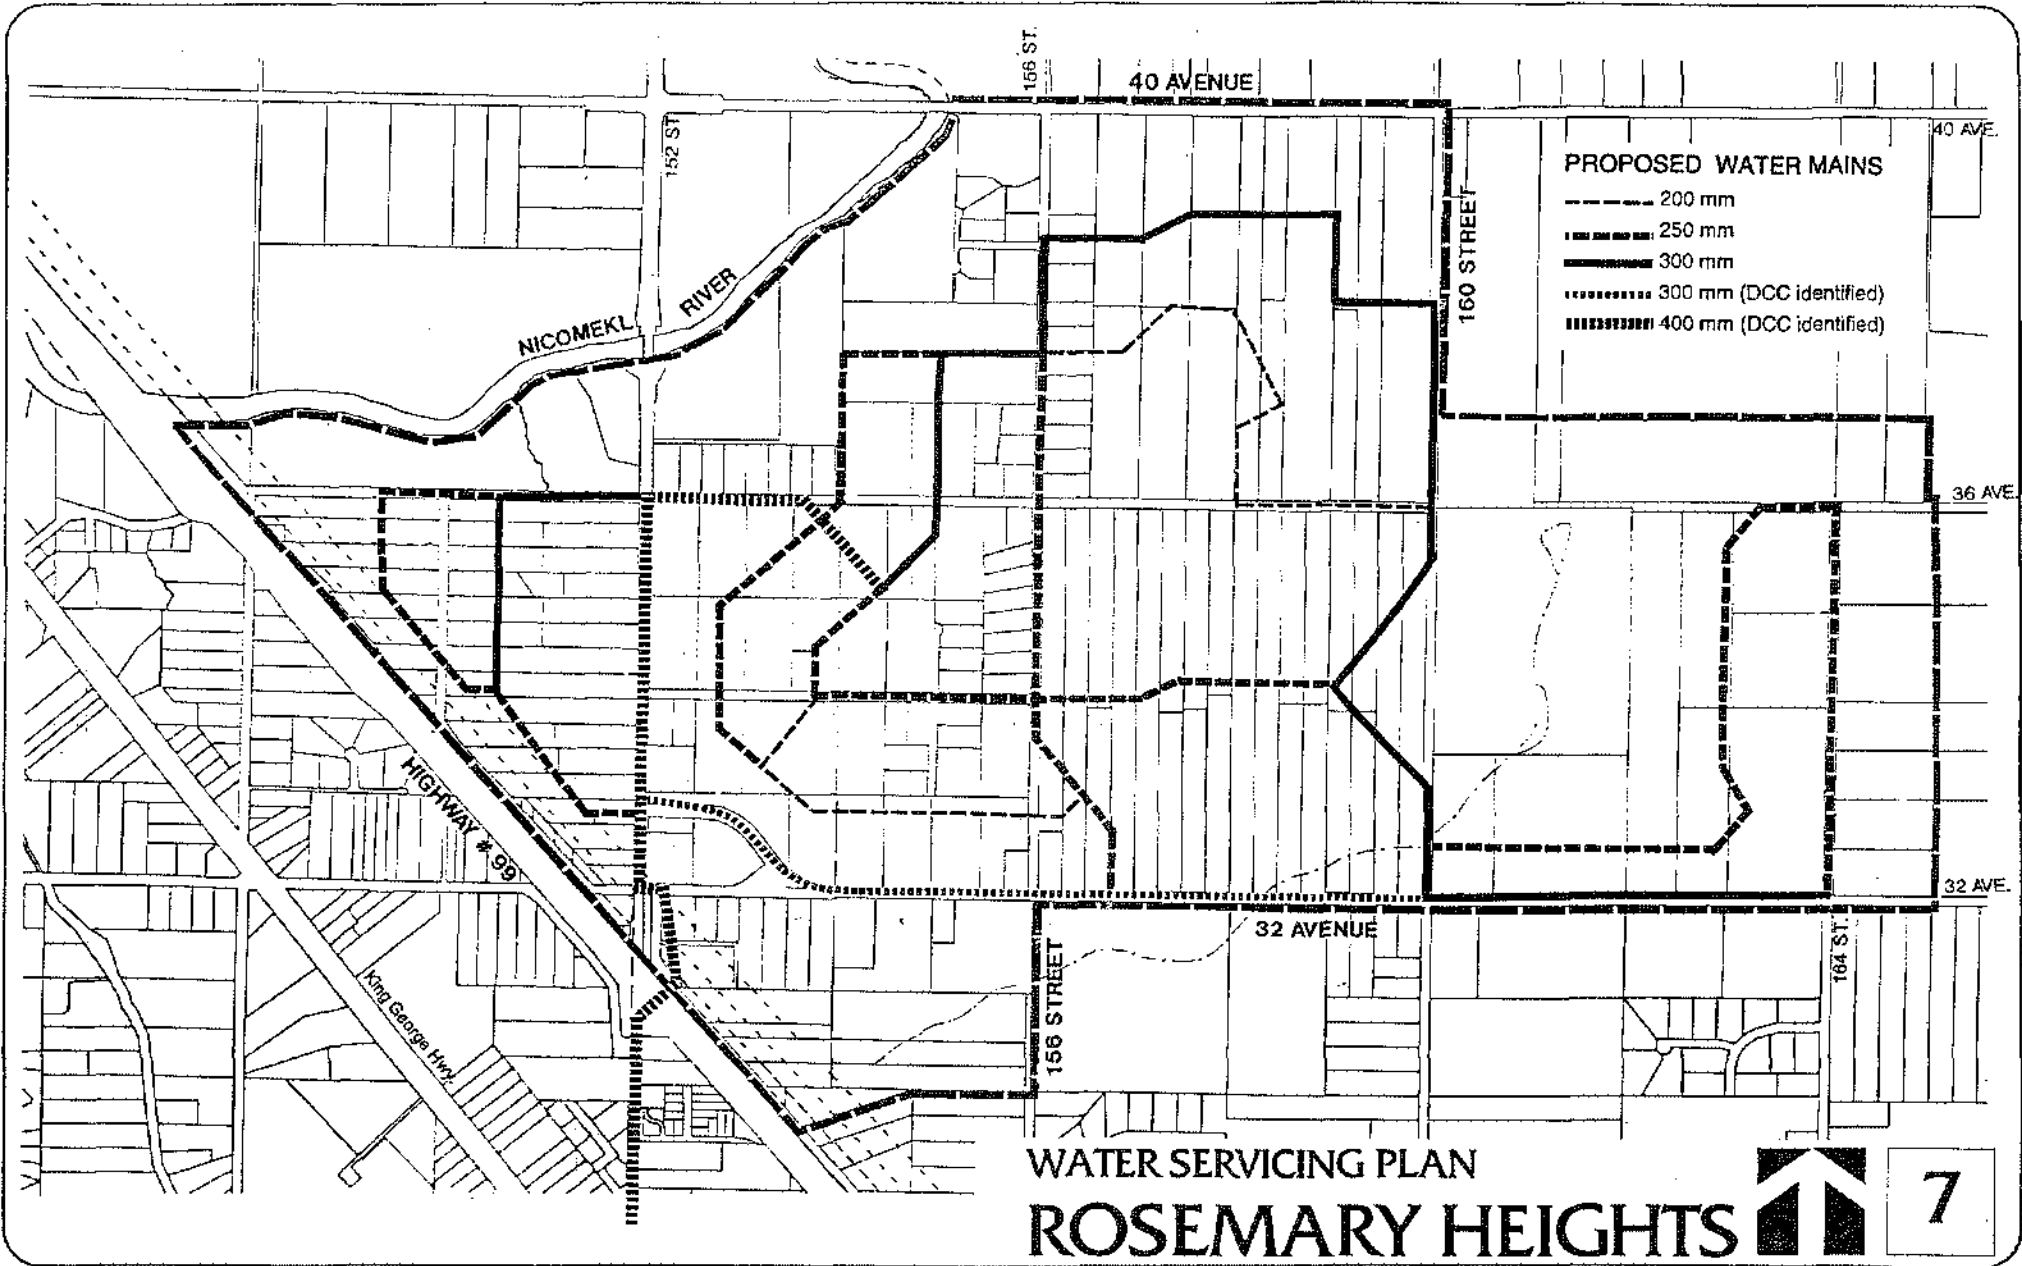 156 ST.
40 AVENUE
152 ST.
40 AVE.
PROPOSED WATER MAINS
200 mm
250 mm
300 mm
300 mm (DCC identified)
400 mm (DCC identified)
160 STREET
NICOMEKL RIVER
36 AVE.
HIGHWAY # 99
32 AVE.
32 AVENUE
164 ST.
156 STREET
King George Hwy.
WATER SERVICING PLAN
ROSEMARY HEIGHTS
7